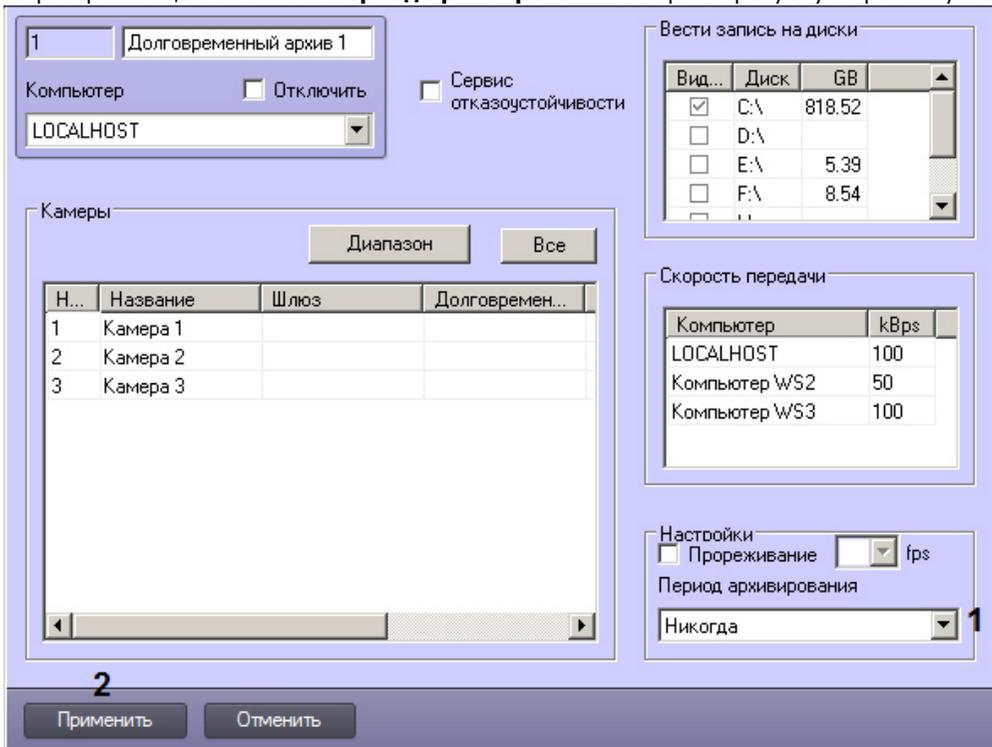 1 Долговременный архив 1
Компьютер Отключить
LOCALHOST
Сервис
отказоустойчивости
Вести запись на диски
Вид... Диск GB
C:\ 818.52
D:\
E:\ 5.39
F:\ 8.54
Камеры
Диапазон Все
Н... Название Шлюз Долговремен...
1 Камера 1
2 Камера 2
3 Камера 3
Скорость передачи
Компьютер kBps
LOCALHOST 100
Компьютер WS2 50
Компьютер WS3 100
Настройки
Прореживание fps
Период архивирования
Никогда 1
2
Применить Отменить